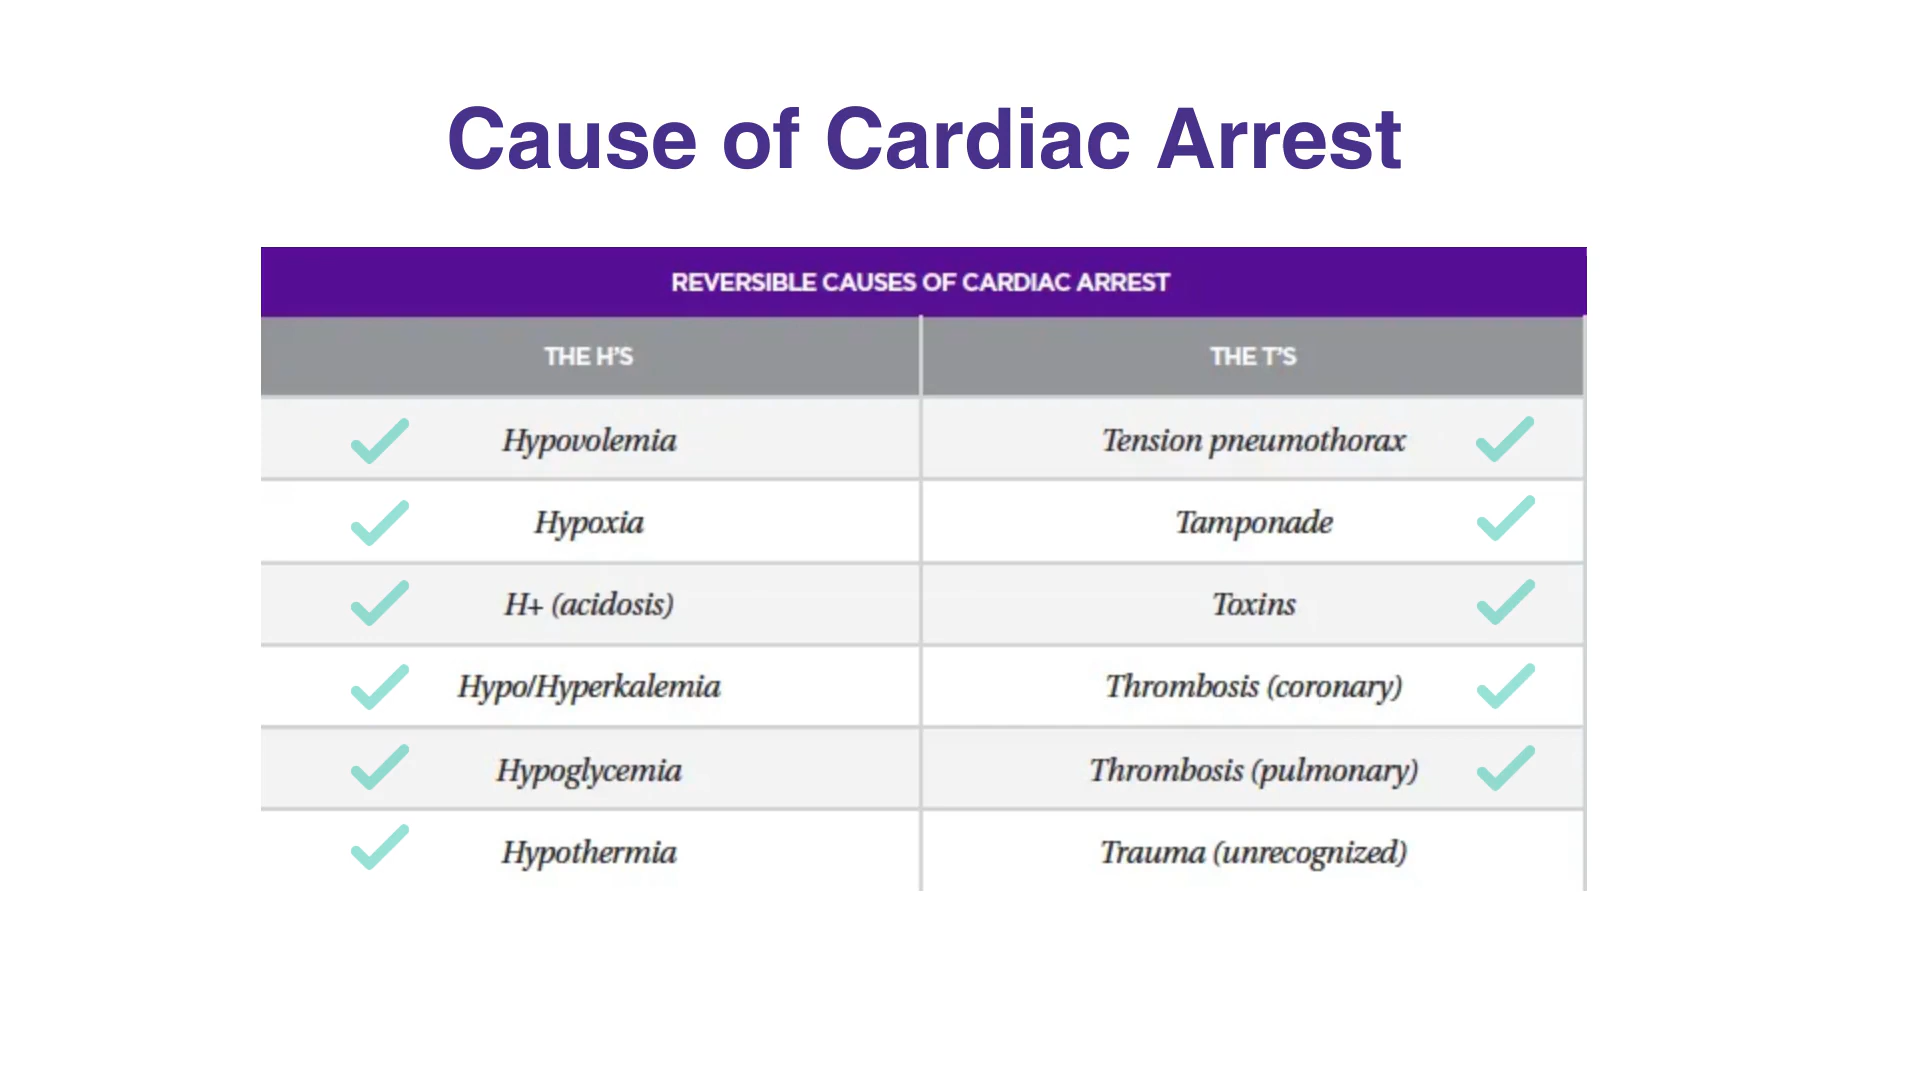 Cause of Cardiac Arrest
REVERSIBLE CAUSES OF CARDIAC ARREST
THE H'S THE T'S
Hypovolemia Tension pneumothorax
Hypoxia Tamponade
H+ (acidosis) Toxins
Hypo/Hyperkalemia Thrombosis (coronary)
Hypoglycemia Thrombosis (pulmonary)
Hypothermia Trauma (unrecognized)